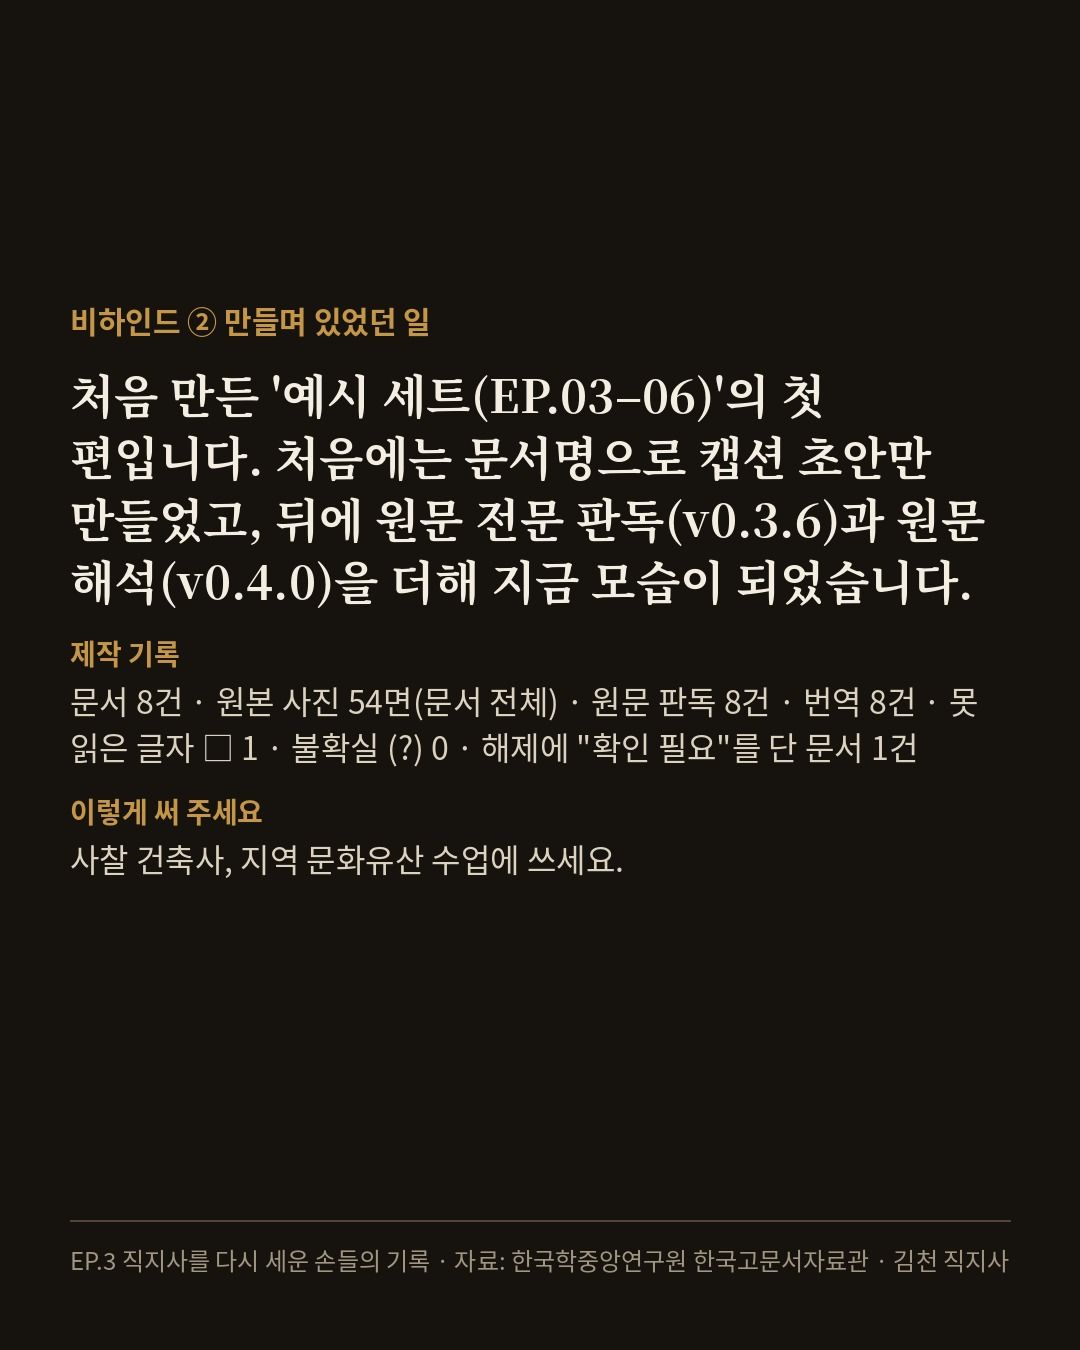 비하인드 ② 만들며 있었던 일
처음 만든 '예시 세트(EP.03–06)'의 첫
편입니다. 처음에는 문서명으로 캡션 초안만
만들었고, 뒤에 원문 전문 판독(v0.3.6)과 원문
해석(v0.4.0)을 더해 지금 모습이 되었습니다.
제작 기록
문서 8건 · 원본 사진 54면(문서 전체) · 원문 판독 8건 · 번역 8건 · 못
읽은 글자 □ 1 · 불확실 (?) 0 · 해제에 "확인 필요"를 단 문서 1건
이렇게 써 주세요
사찰 건축사, 지역 문화유산 수업에 쓰세요.
EP.3 직지사를 다시 세운 손들의 기록 · 자료: 한국학중앙연구원 한국고문서자료관 · 김천 직지사